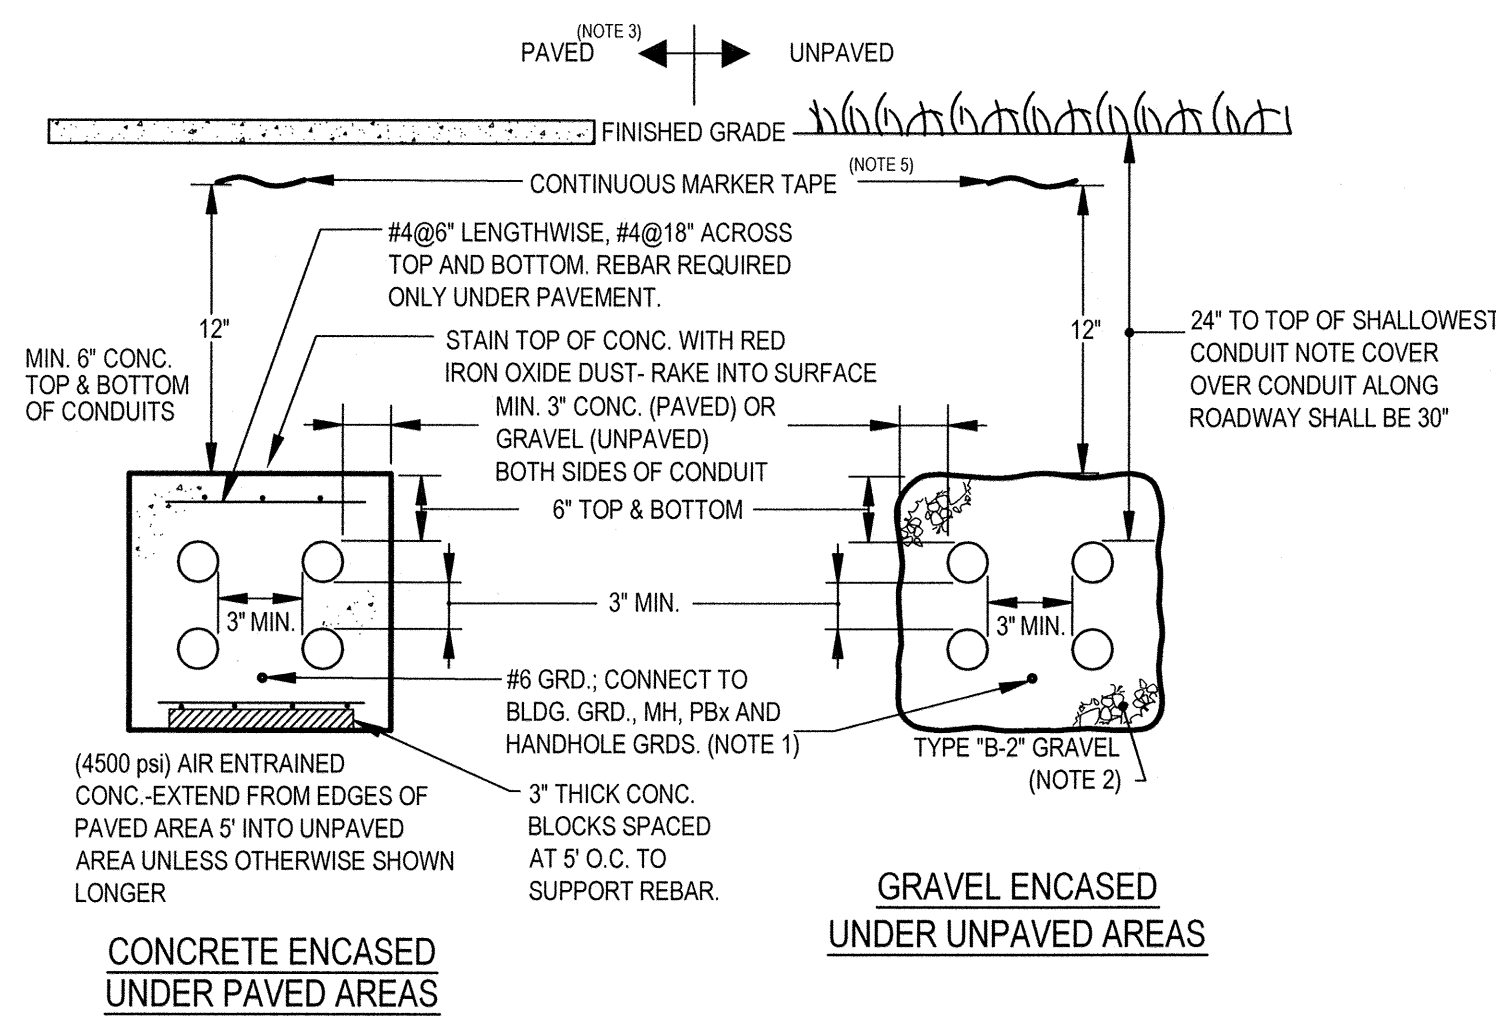 (NOTE 3)
PAVED
UNPAVED
FINISHED GRADE
(NOTE 5)
CONTINUOUS MARKER TAPE
#4@6" LENGTHWISE, #4@18" ACROSS
TOP AND BOTTOM. REBAR REQUIRED
ONLY UNDER PAVEMENT.
12"
12"
24" TO TOP OF SHALLOWEST
CONDUIT NOTE COVER
OVER CONDUIT ALONG
ROADWAY SHALL BE 30"
MIN. 6" CONC.
TOP & BOTTOM
OF CONDUITS
STAIN TOP OF CONC. WITH RED
IRON OXIDE DUST- RAKE INTO SURFACE
MIN. 3" CONC. (PAVED) OR
GRAVEL (UNPAVED)
BOTH SIDES OF CONDUIT
6" TOP & BOTTOM
3" MIN.
3" MIN.
3" MIN.
#6 GRD.; CONNECT TO
BLDG. GRD., MH, PBx AND
HANDHOLE GRDS. (NOTE 1)
TYPE "B-2" GRAVEL
(NOTE 2)
(4500 psi) AIR ENTRAINED
CONC.-EXTEND FROM EDGES OF
PAVED AREA 5' INTO UNPAVED
AREA UNLESS OTHERWISE SHOWN
LONGER
3" THICK CONC.
BLOCKS SPACED
AT 5' O.C. TO
SUPPORT REBAR.
GRAVEL ENCASED
UNDER UNPAVED AREAS
CONCRETE ENCASED
UNDER PAVED AREAS